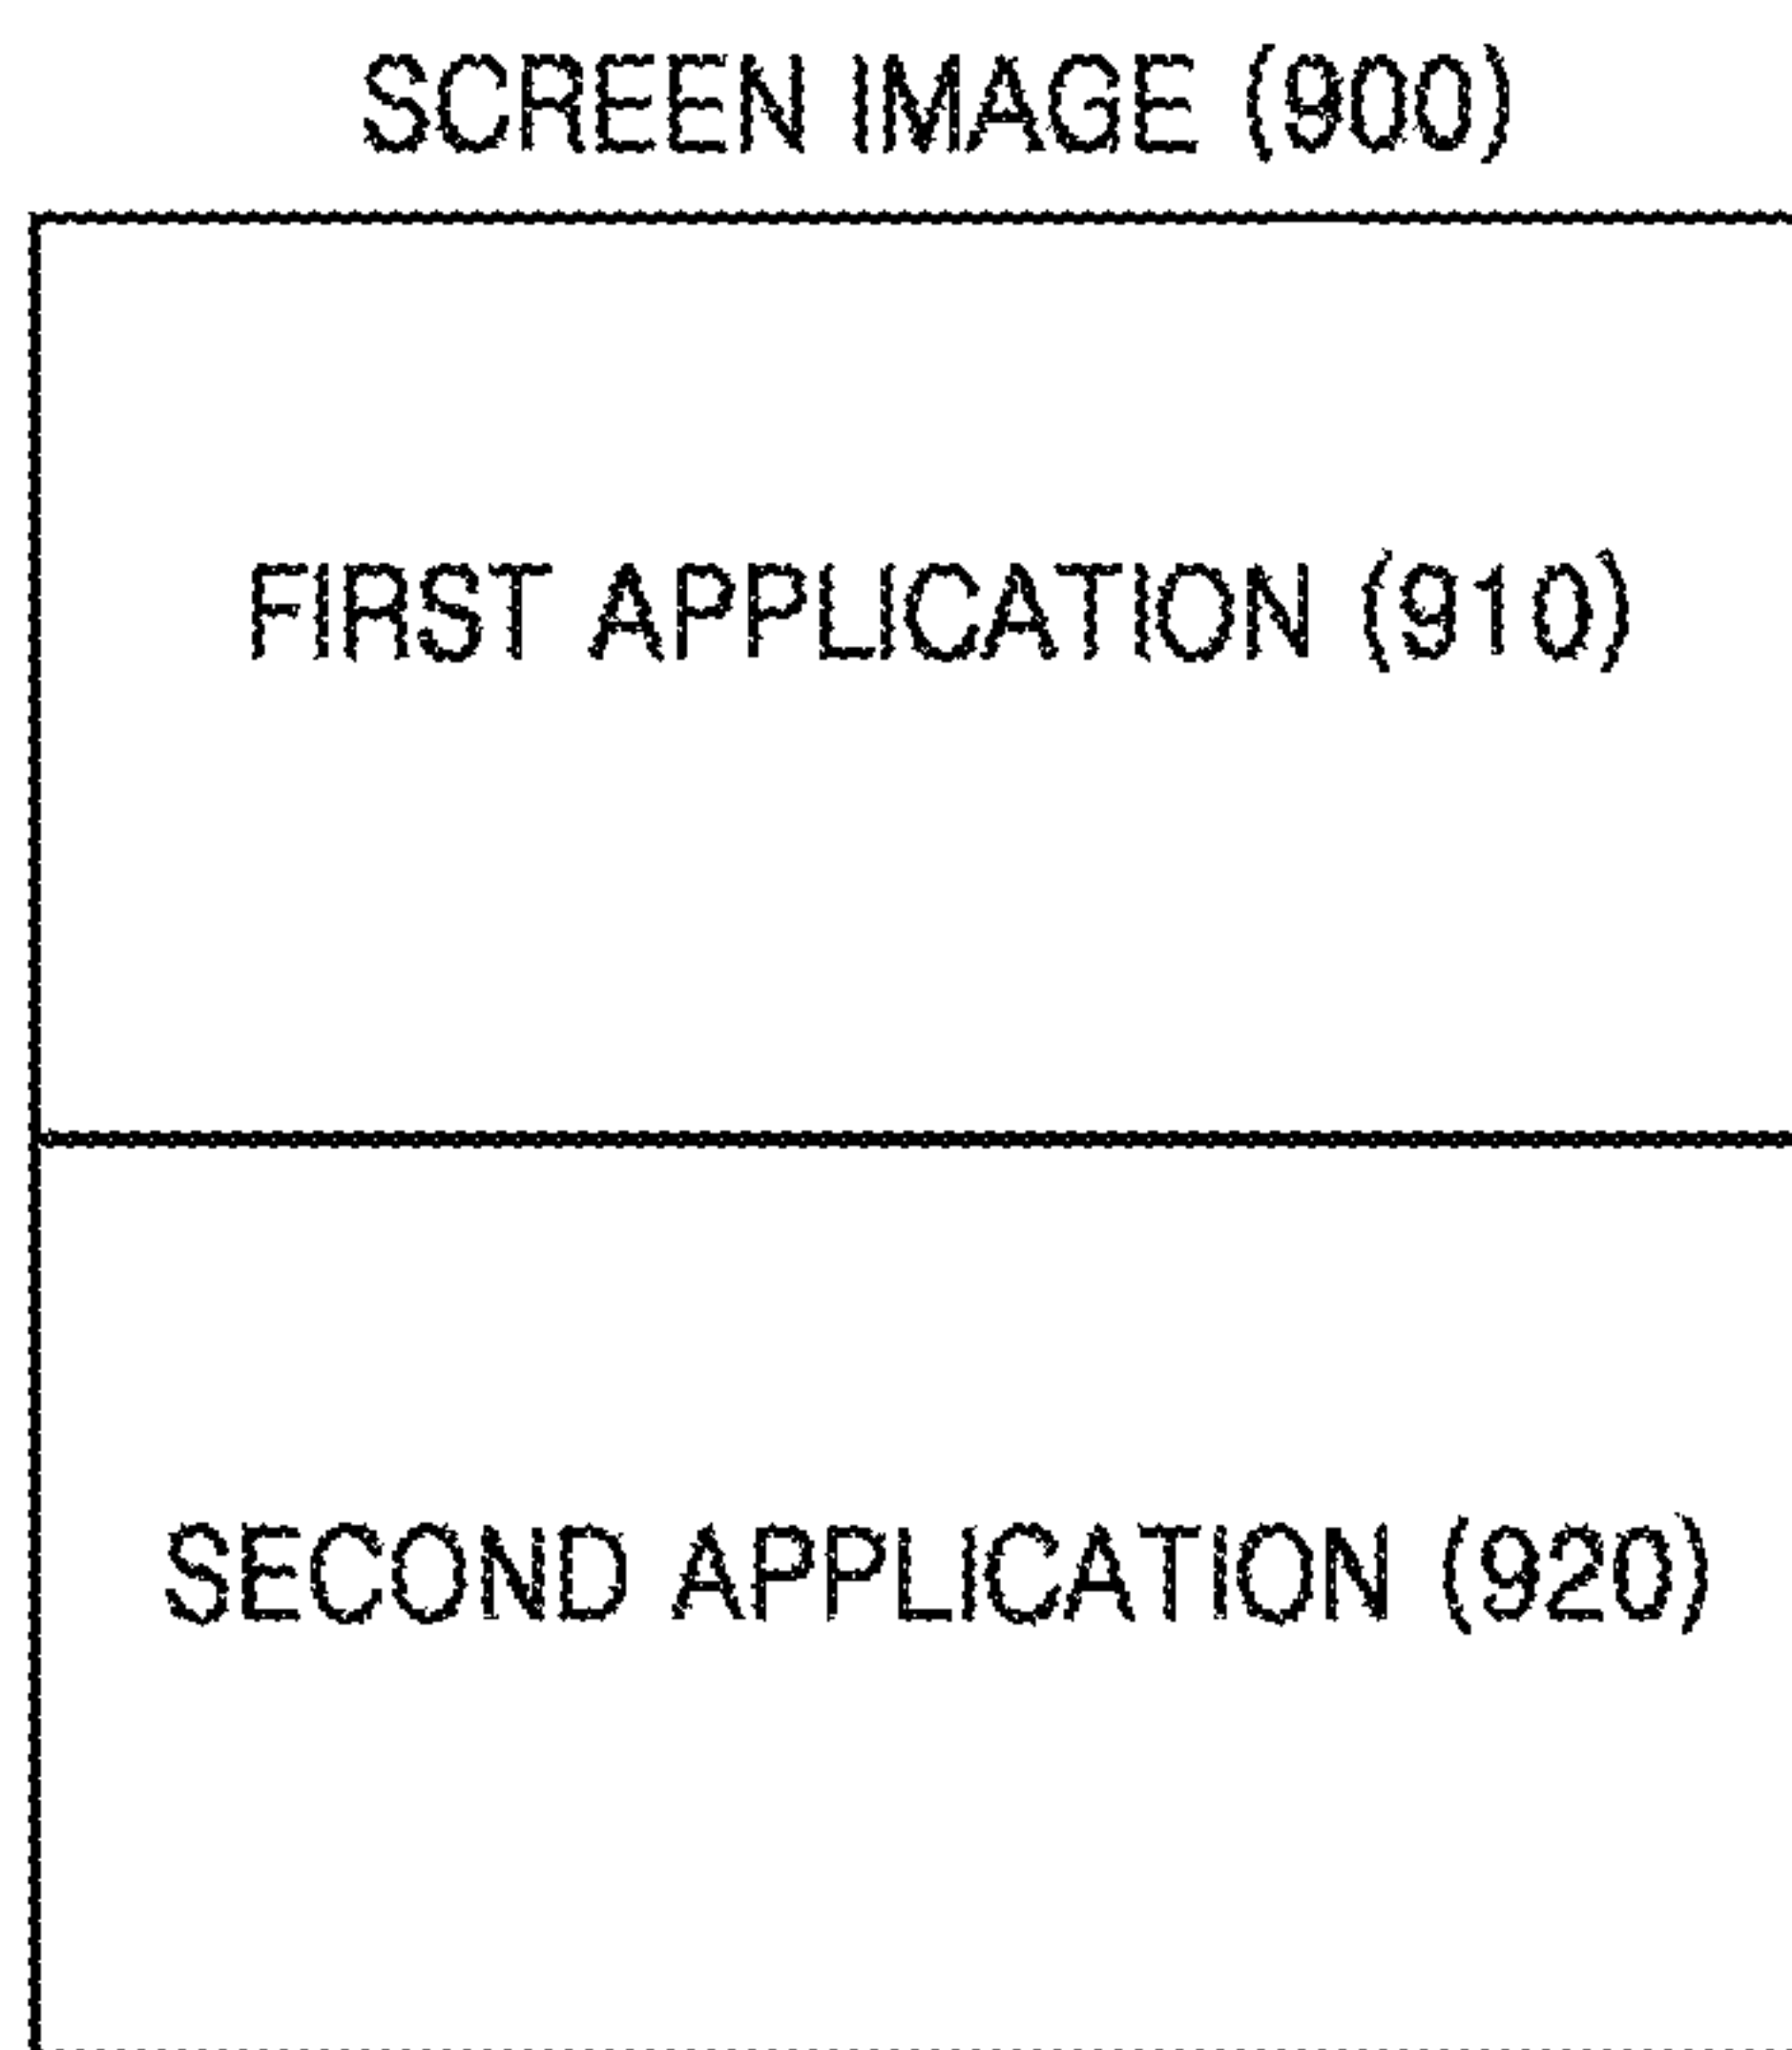 SCREEN IMAGE (900)
FIRST APPLICATION (910)
SECOND APPLICATION (920)